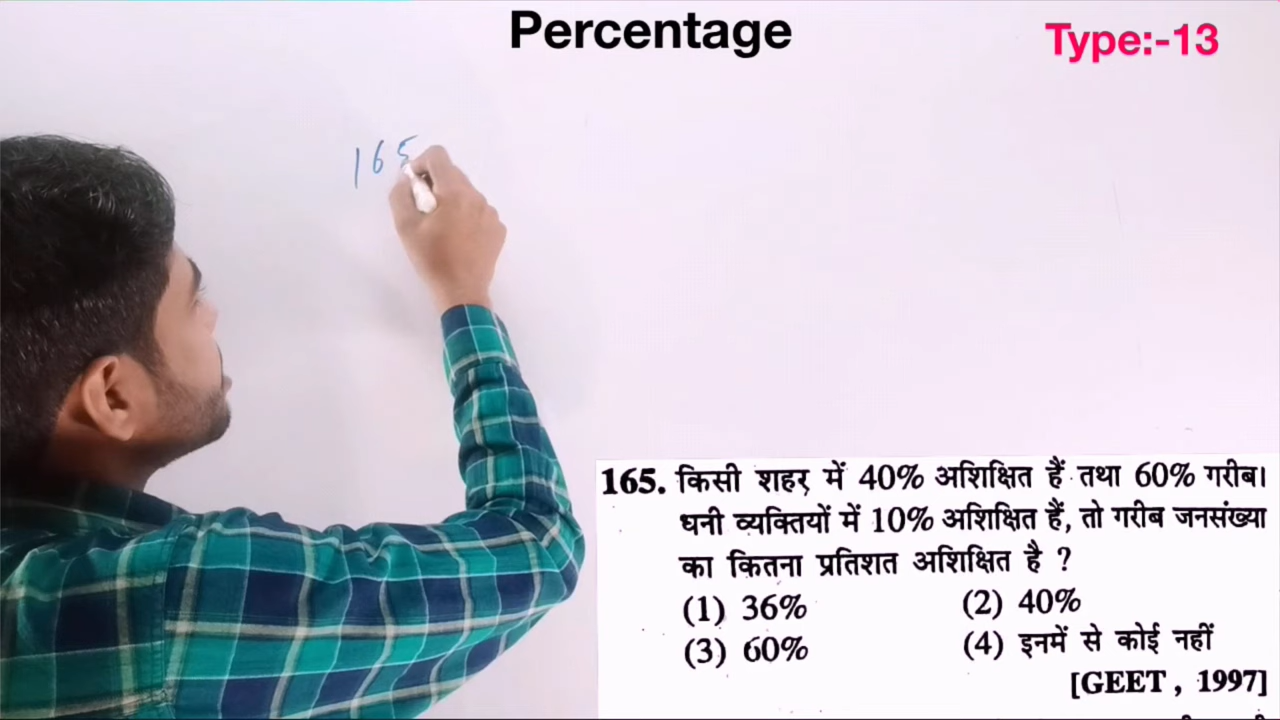 Percentage
Type:-13
165
165. किसी शहर में 40% अशिक्षित हैं तथा 60% गरीब।
धनी व्यक्तियों में 10% अशिक्षित हैं, तो गरीब जनसंख्या
का कितना प्रतिशत अशिक्षित है ?
(1) 36% (2) 40%
(3) 60% (4) इनमें से कोई नहीं
[GEET , 1997]